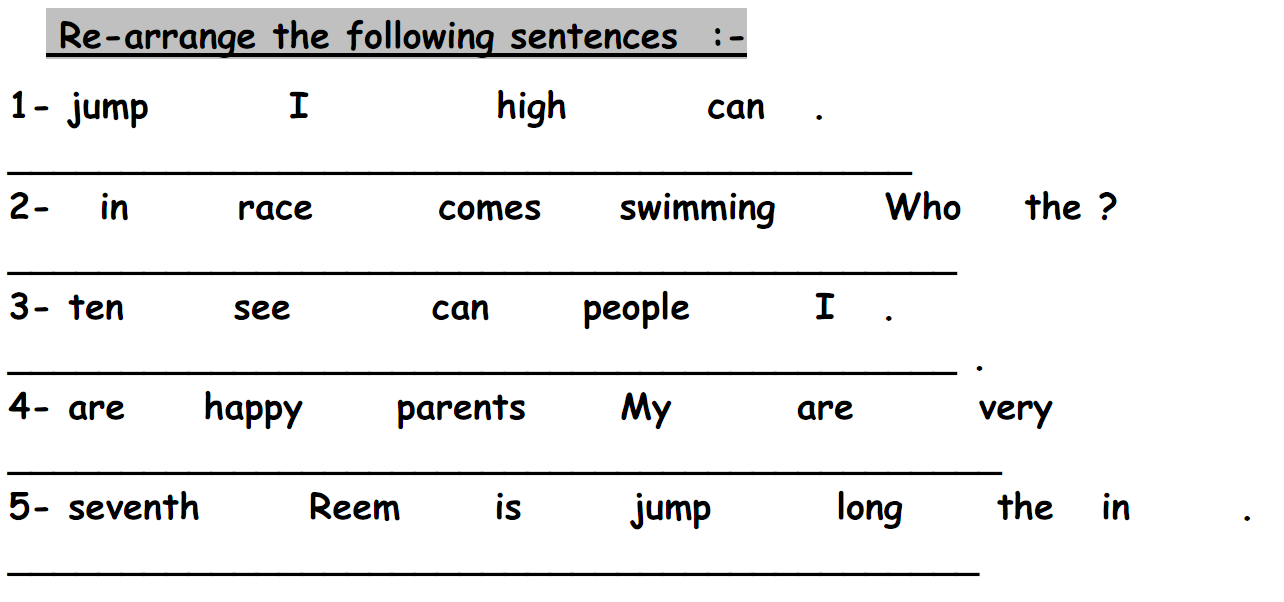 Re-arrange the following sentences :-
1- jump I high can .
2- in race comes swimming Who the ?
3- ten see can people I .
.
4- are happy parents My are very
5- seventh Reem is jump long the in .